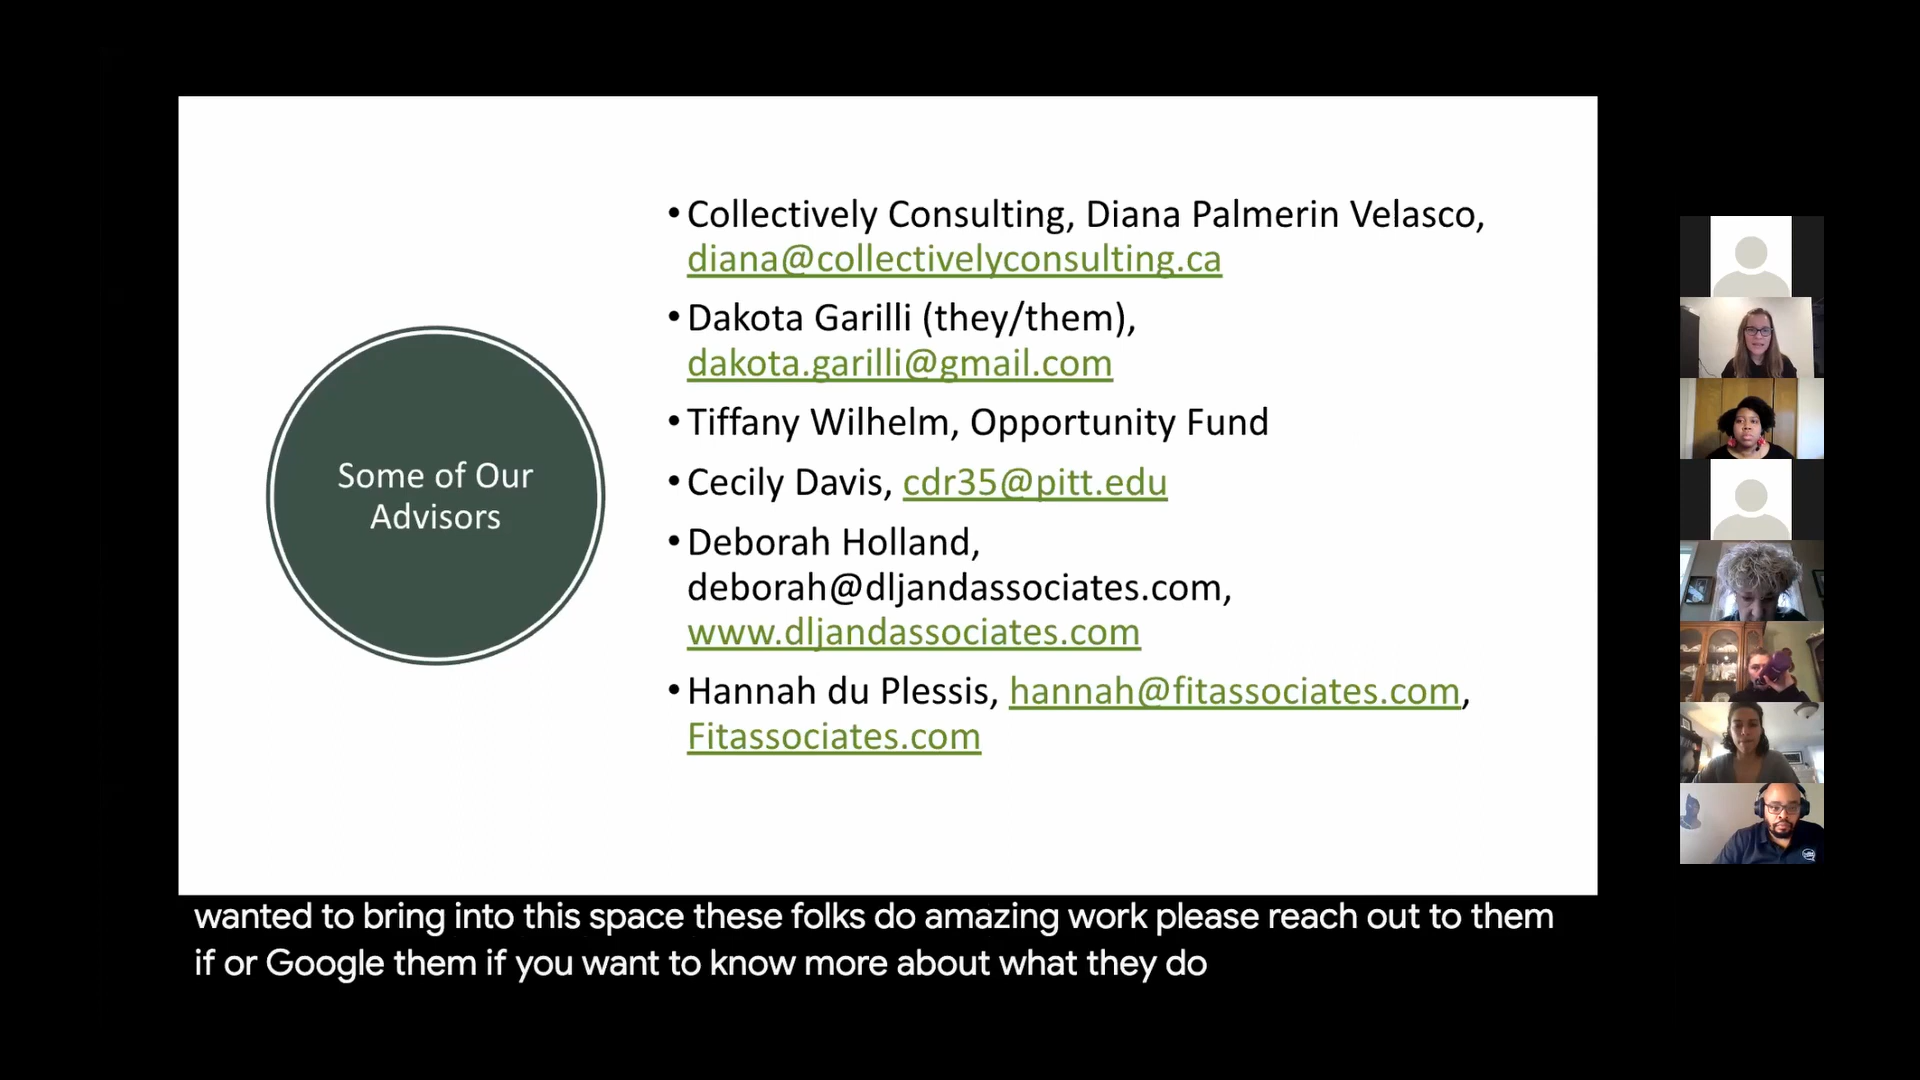 Some of Our
Advisors
• Collectively Consulting, Diana Palmerin Velasco,
diana@collectivelyconsulting.ca
• Dakota Garilli (they/them),
dakota.garilli@gmail.com
• Tiffany Wilhelm, Opportunity Fund
• Cecily Davis, cdr35@pitt.edu
• Deborah Holland,
deborah@dljandassociates.com,
www.dljandassociates.com
• Hannah du Plessis, hannah@fitassociates.com,
Fitassociates.com
wanted to bring into this space these folks do amazing work please reach out to them
if or Google them if you want to know more about what they do